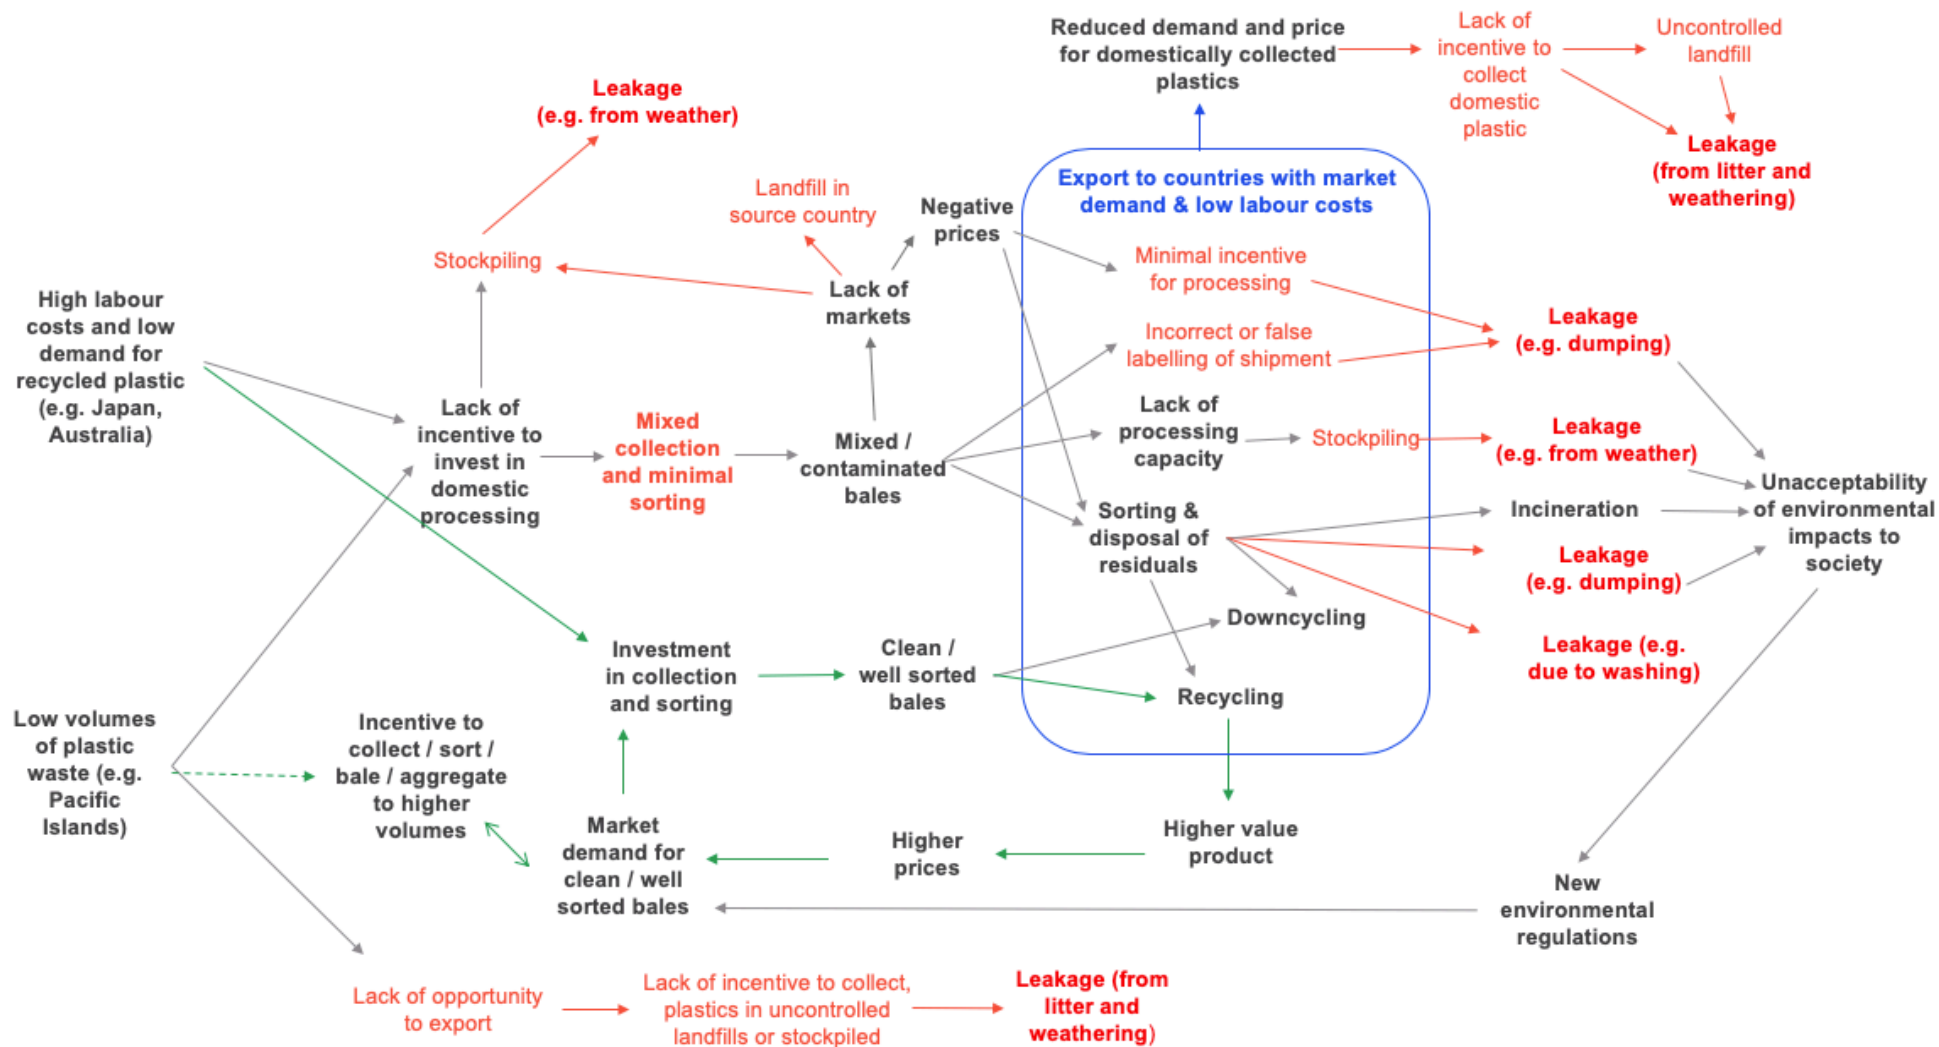 Reduced demand and price
for domestically collected
plastics
Lack of
incentive to
collect
domestic
plastic
Uncontrolled
landfill
Leakage
(from litter and
weathering)
Leakage
(e.g. from weather)
Export to countries with market
demand & low labour costs
Landfill in
source country
Negative
prices
Stockpiling
Lack of
markets
Minimal incentive
for processing
Incorrect or false
labelling of shipment
Leakage
(e.g. dumping)
High labour
costs and low
demand for
recycled plastic
(e.g. Japan,
Australia)
Lack of
incentive to
invest in
domestic
processing
Mixed
collection
and minimal
sorting
Mixed /
contaminated
bales
Lack of
processing
capacity
Stockpiling
Leakage
(e.g. from weather)
Sorting &
disposal of
residuals
Incineration
Leakage
(e.g. dumping)
Unacceptability
of environmental
impacts to
society
Downcycling
Leakage (e.g.
due to washing)
Investment
in collection
and sorting
Clean /
well sorted
bales
Recycling
Low volumes
of plastic
waste (e.g.
Pacific
Islands)
Incentive to
collect / sort /
bale / aggregate
to higher
volumes
Market
demand for
clean / well
sorted bales
Higher
prices
Higher value
product
New
environmental
regulations
Lack of opportunity
to export
Lack of incentive to collect,
plastics in uncontrolled
landfills or stockpiled
Leakage (from
litter and
weathering)